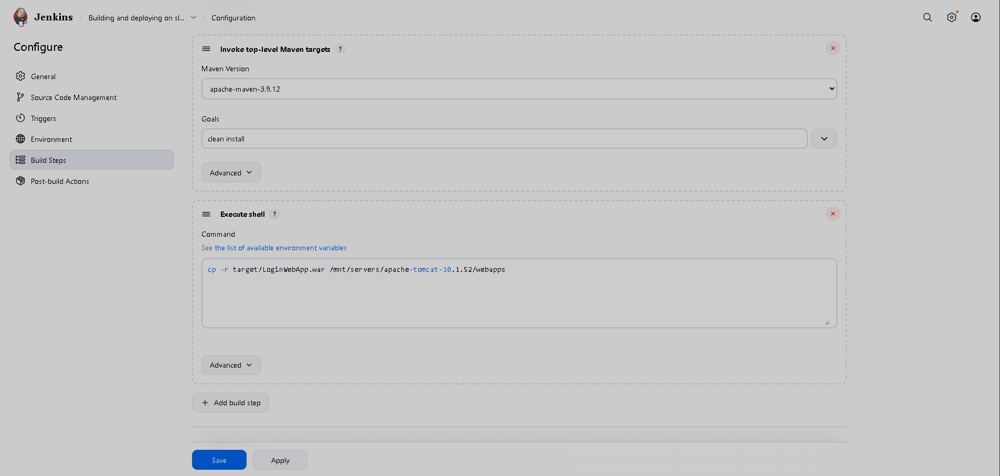 Jenkins / Building and deploying on sl... / Configuration
Configure
General
Source Code Management
Triggers
Environment
Build Steps
Post-build Actions
Invoke top-level Maven targets ?
Maven Version
apache-maven-3.9.12
Goals
clean install
Advanced
Execute shell ?
Command
See the list of available environment variables
cp -r target/LoginWebApp.war /mnt/servers/apache-tomcat-10.1.52/webapps
Advanced
+ Add build step
Save
Apply